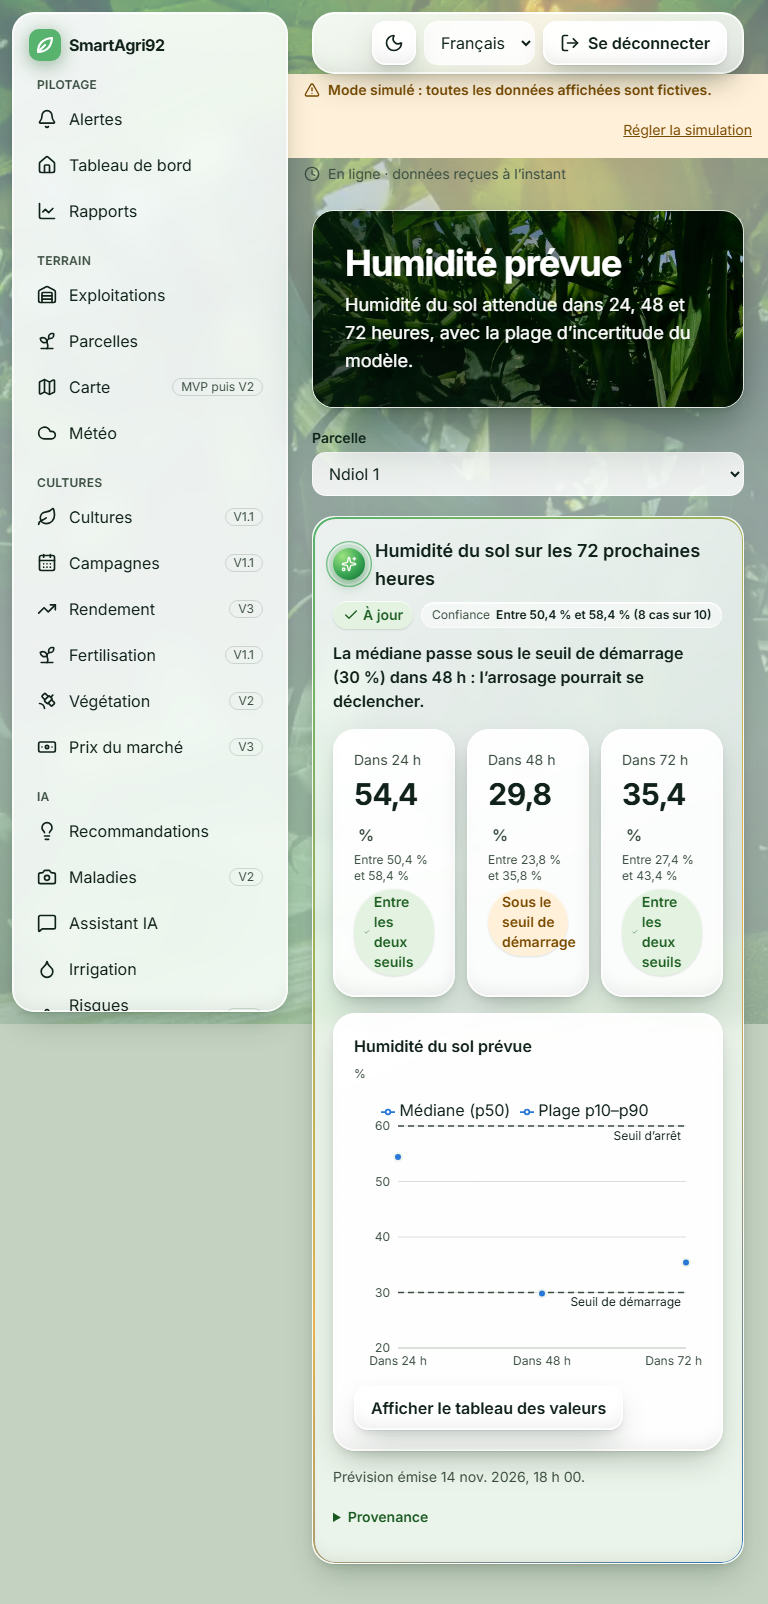 SmartAgri92
PILOTAGE
Alertes
Tableau de bord
Rapports
TERRAIN
Exploitations
Parcelles
Carte MVP puis V2
Météo
CULTURES
Cultures V1.1
Campagnes V1.1
Rendement V3
Fertilisation V1.1
Végétation V2
Prix du marché V3
IA
Recommandations
Maladies V2
Assistant IA
Irrigation
Risques
Français Se déconnecter
Mode simulé : toutes les données affichées sont fictives.
Régler la simulation
En ligne · données reçues à l’instant
Humidité prévue
Humidité du sol attendue dans 24, 48 et
72 heures, avec la plage d’incertitude du
modèle.
Parcelle
Ndiol 1
Humidité du sol sur les 72 prochaines
heures
À jour Confiance Entre 50,4 % et 58,4 % (8 cas sur 10)
La médiane passe sous le seuil de démarrage
(30 %) dans 48 h : l’arrosage pourrait se
déclencher.
Dans 24 h
54,4
%
Entre 50,4 %
et 58,4 %
Entre
les
deux
seuils
Dans 48 h
29,8
%
Entre 23,8 %
et 35,8 %
Sous le
seuil de
démarrage
Dans 72 h
35,4
%
Entre 27,4 %
et 43,4 %
Entre
les
deux
seuils
Humidité du sol prévue
%
Médiane (p50) Plage p10–p90
60
Seuil d’arrêt
50
40
30
Seuil de démarrage
20
Dans 24 h Dans 48 h Dans 72 h
Afficher le tableau des valeurs
Prévision émise 14 nov. 2026, 18 h 00.
Provenance